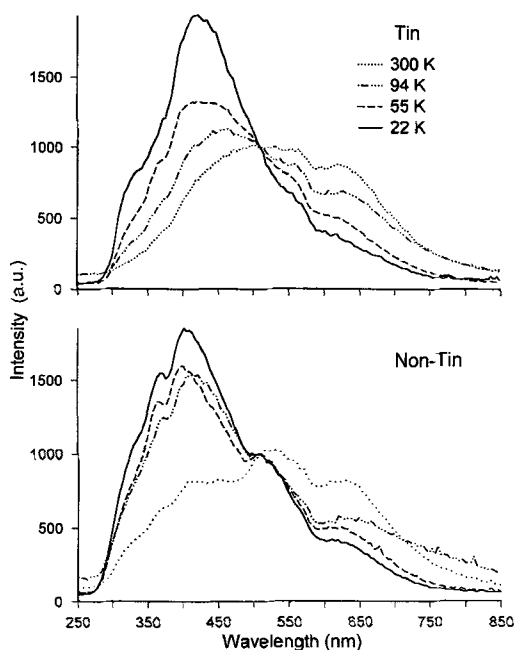 Tin
300 K
94 K
55 K
22 K
1500
1000
500
0
Intensity (a.u.)
Non-Tin
1500
1000
500
0
250 350 450 550 650 750 850
Wavelength (nm)